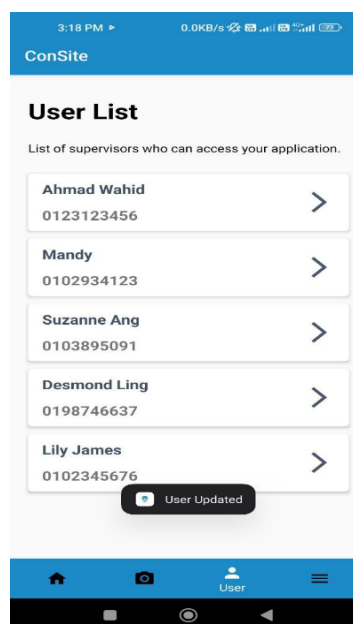 3:18 PM
0.0KB/s
ConSite
User List
List of supervisors who can access your application.
Ahmad Wahid
0123123456
Mandy
0102934123
Suzanne Ang
0103895091
Desmond Ling
0198746637
Lily James
0102345676
User Updated
User